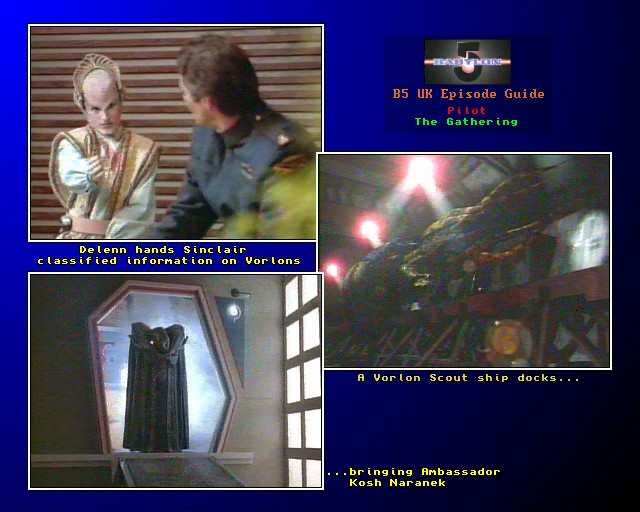 BABYLON
5
B5 UK Episode Guide
Pilot
The Gathering
Delenn hands Sinclair
classified information on Vorlons
A Vorlon Scout ship docks...
...bringing Ambassador
Kosh Naranek